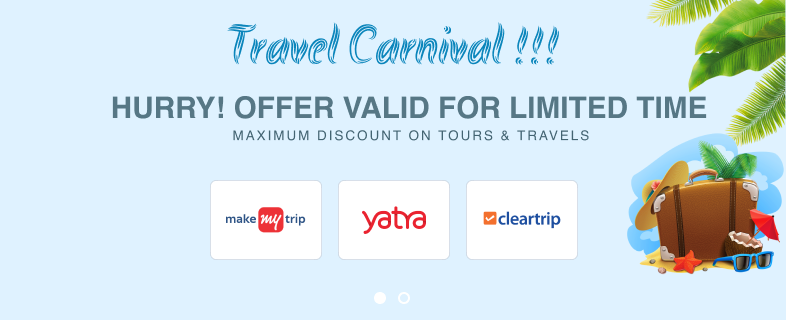 Travel Carnival !!!
HURRY! OFFER VALID FOR LIMITED TIME
MAXIMUM DISCOUNT ON TOURS & TRAVELS
make my trip
yatra
cleartrip